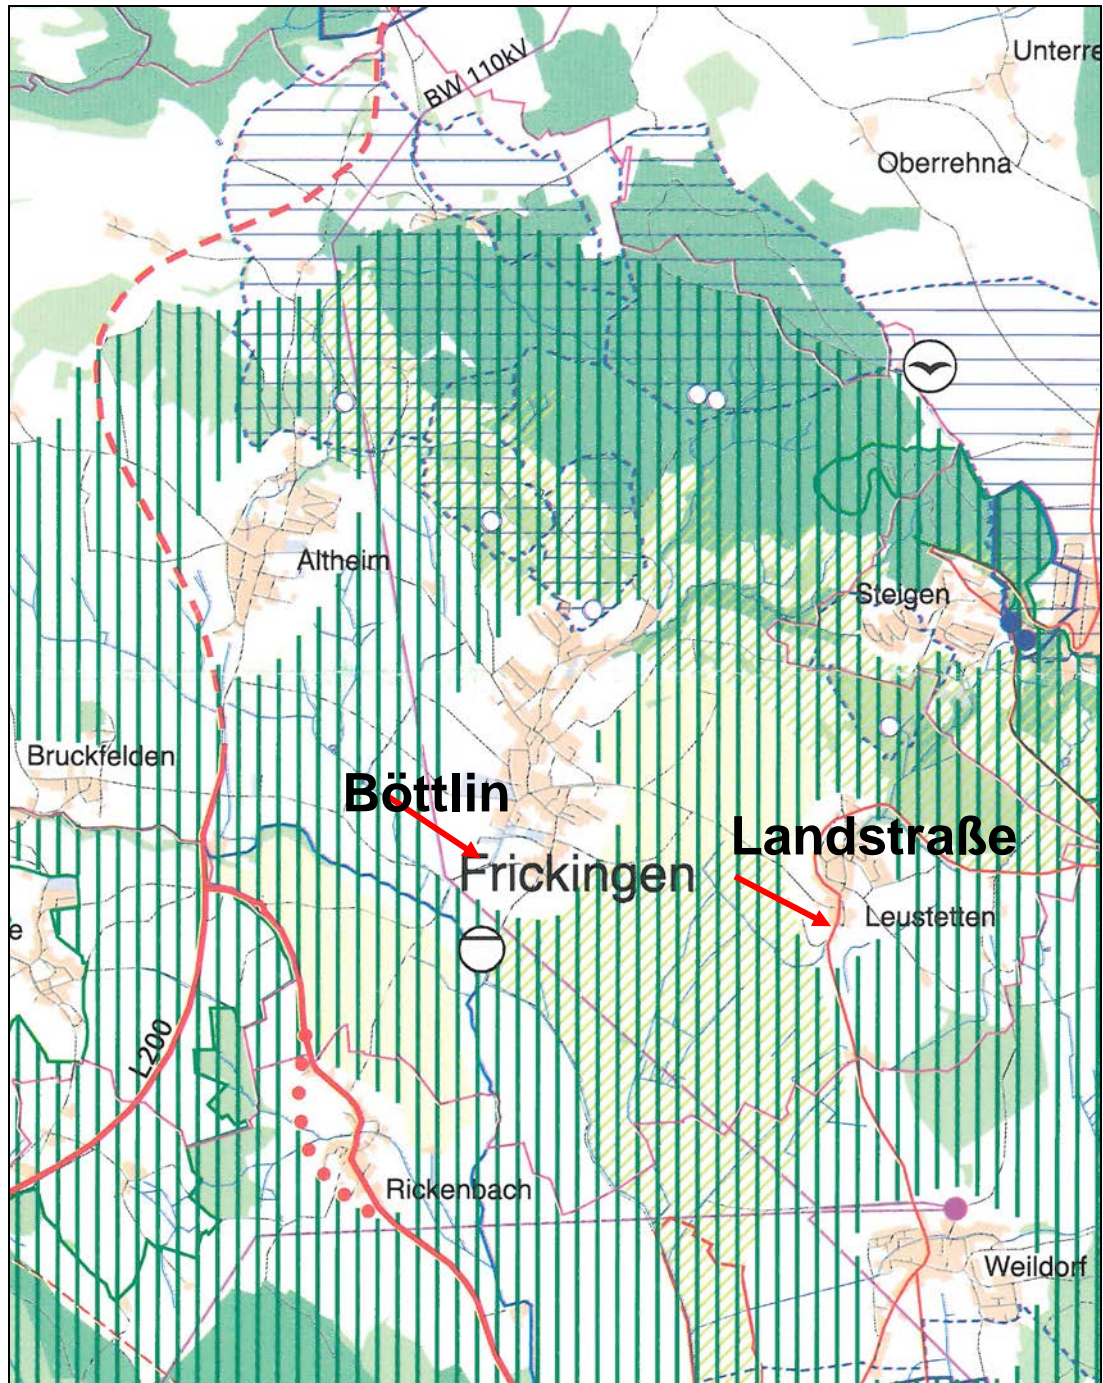 Unterre
BW 110kV
Oberrehna
Altheim
Steigen
Bruckfelden
Böttlin
Landstraße
Frickingen
Leustetten
e
L200
Rickenbach
Weildorf